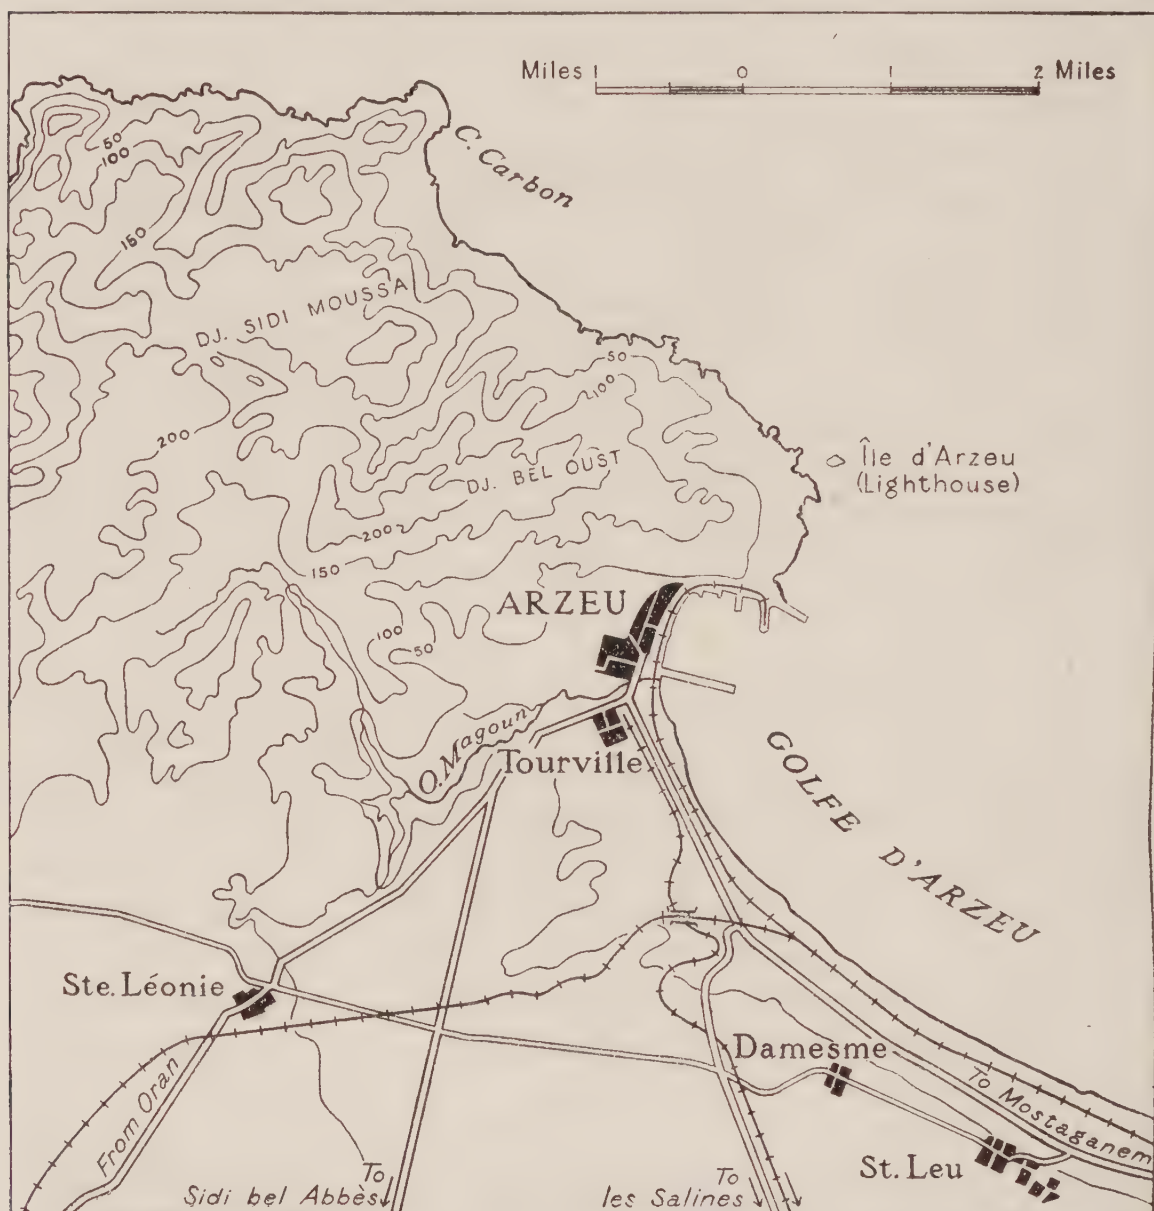 Miles 1 0 1 2 Miles
C. Carbon
50
100
150
DJ. SIDI MOUSSA
50
100
200
Île d'Arzeu
(Lighthouse)
DJ. BEL OUST
200
150
ARZEU
100
50
O. Magoun
Tourville
GOLFE D'ARZEU
Ste. Léonie
Damesme
From Oran
To Mostaganem
St. Leu
To
Sidi bel Abbès
To
les Salines